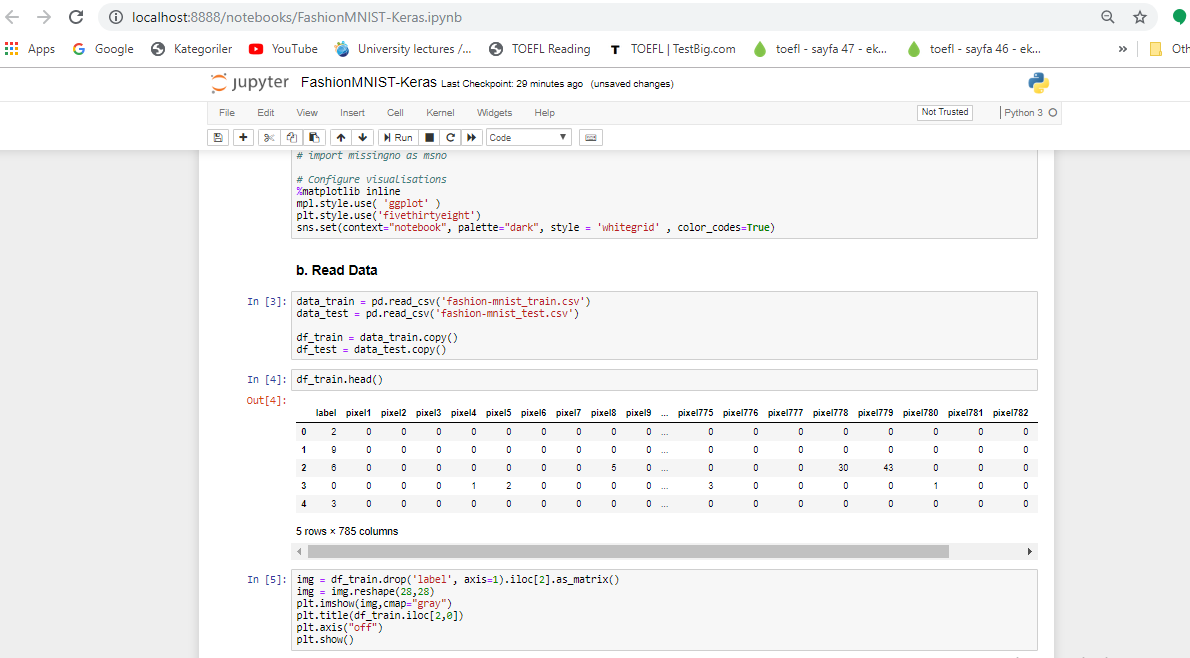 localhost:8888/notebooks/FashionMNIST-Keras.ipynb
Apps Google Kategoriler YouTube University lectures /... TOEFL Reading TOEFL | TestBig.com toefl - sayfa 47 - ek... toefl - sayfa 46 - ek... » Oth
jupyter FashionMNIST-Keras Last Checkpoint: 29 minutes ago (unsaved changes)
File Edit View Insert Cell Kernel Widgets Help Not Trusted | Python 3
Run Code
# import missingno as msno
# Configure visualisations
%matplotlib inline
mpl.style.use( 'ggplot' )
plt.style.use('fivethirtyeight')
sns.set(context="notebook", palette="dark", style = 'whitegrid' , color_codes=True)
b. Read Data
In [3]: data_train = pd.read_csv('fashion-mnist_train.csv')
data_test = pd.read_csv('fashion-mnist_test.csv')
df_train = data_train.copy()
df_test = data_test.copy()
In [4]: df_train.head()
Out[4]:
label pixel1 pixel2 pixel3 pixel4 pixel5 pixel6 pixel7 pixel8 pixel9 ... pixel775 pixel776 pixel777 pixel778 pixel779 pixel780 pixel781 pixel782
0 2 0 0 0 0 0 0 0 0 0 ... 0 0 0 0 0 0 0 0
1 9 0 0 0 0 0 0 0 0 0 ... 0 0 0 0 0 0 0 0
2 6 0 0 0 0 0 0 0 5 0 ... 0 0 0 30 43 0 0 0
3 0 0 0 0 1 2 0 0 0 0 ... 3 0 0 0 0 1 0 0
4 3 0 0 0 0 0 0 0 0 0 ... 0 0 0 0 0 0 0 0
5 rows × 785 columns
In [5]: img = df_train.drop('label', axis=1).iloc[2].as_matrix()
img = img.reshape(28,28)
plt.imshow(img,cmap="gray")
plt.title(df_train.iloc[2,0])
plt.axis("off")
plt.show()